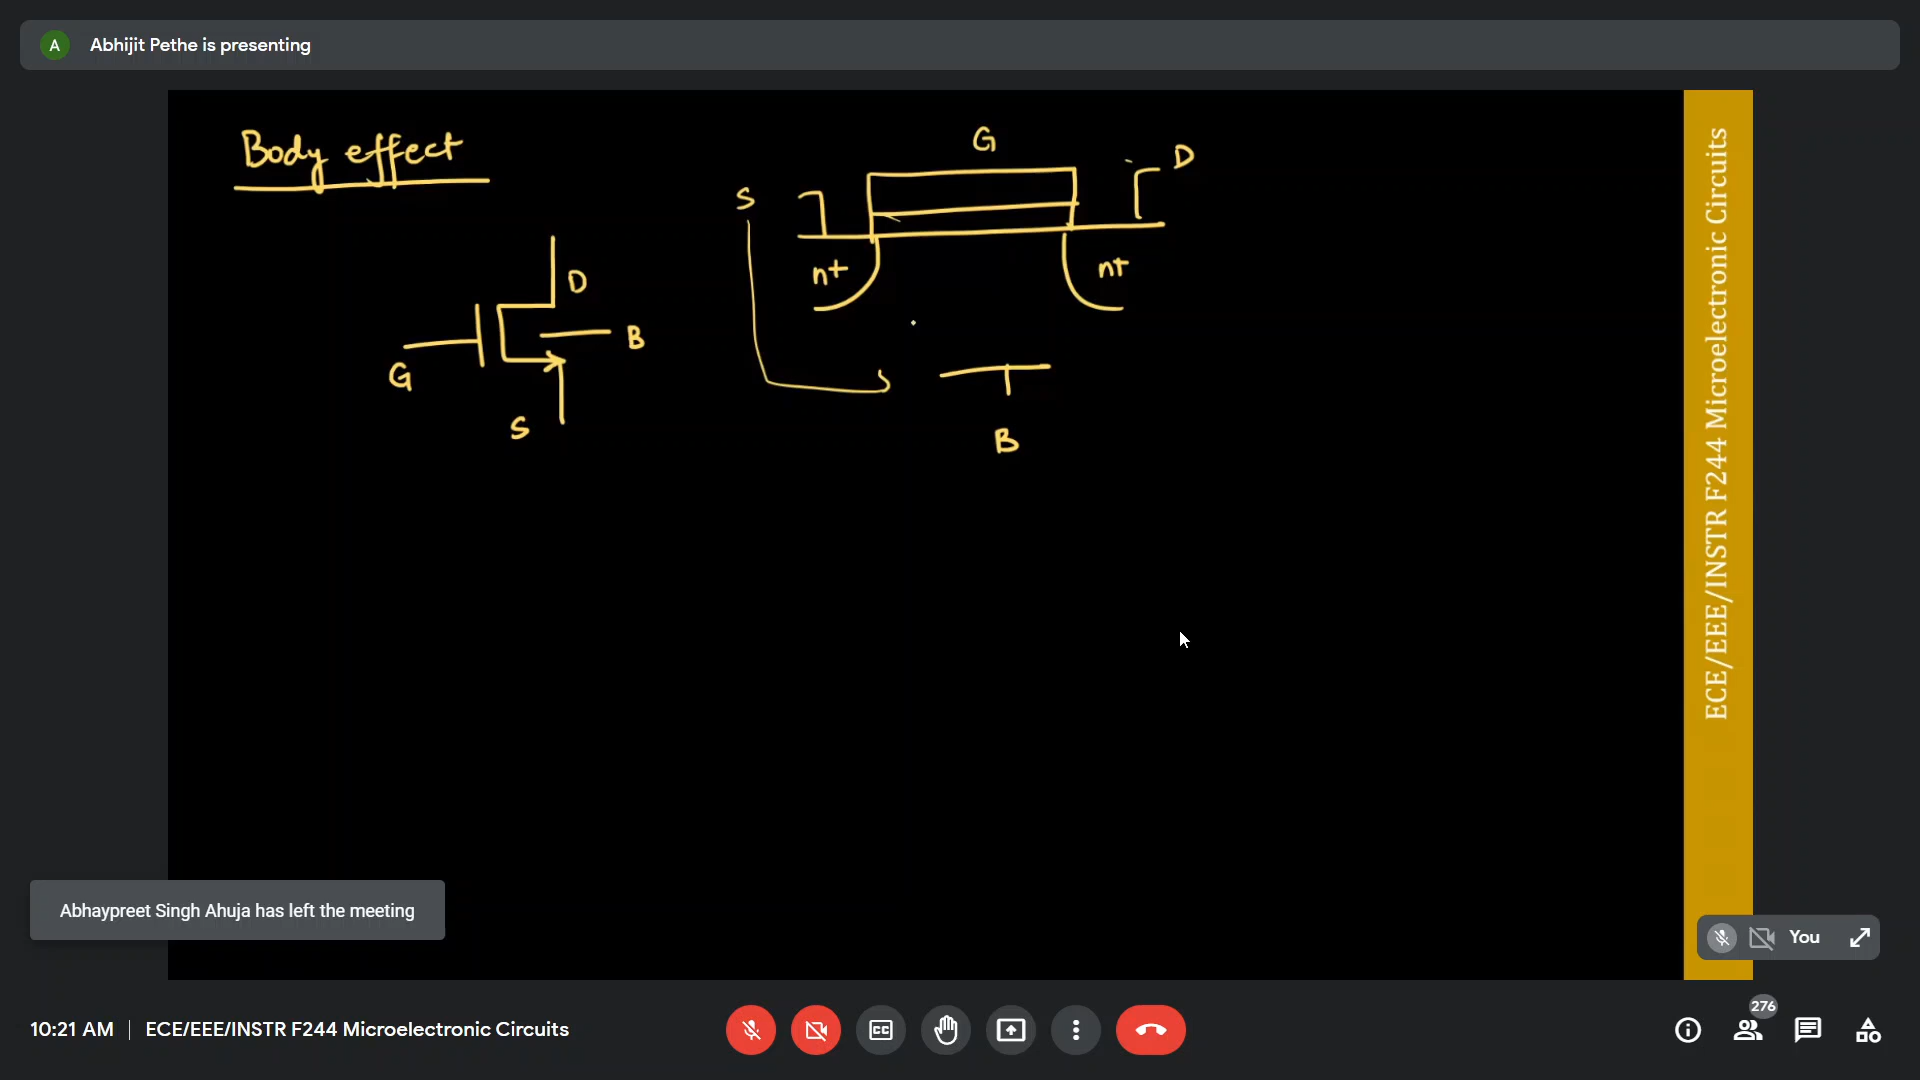 A
Abhijit Pethe is presenting
Body effect
G
D
S
n+
n+
D
B
G
S
B
ECE/EEE/INSTR F244 Microelectronic Circuits
Abhaypreet Singh Ahuja has left the meeting
You
10:21 AM | ECE/EEE/INSTR F244 Microelectronic Circuits
CC
276